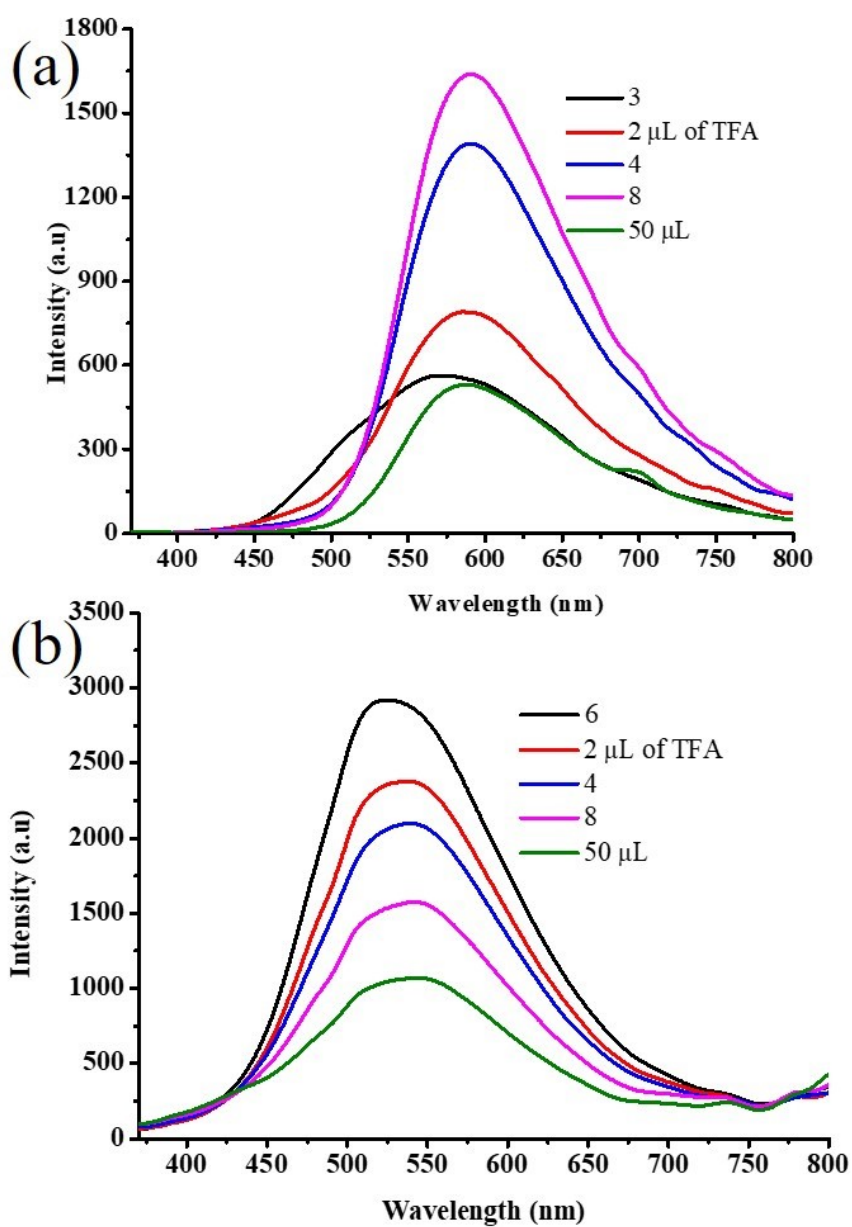 (a)
1800
1500
1200
900
600
300
0
Intensity (a.u)
3
2 µL of TFA
4
8
50 µL
400 450 500 550 600 650 700 750 800
Wavelength (nm)
(b)
3500
3000
2500
2000
1500
1000
500
0
Intensity (a.u)
6
2 µL of TFA
4
8
50 µL
400 450 500 550 600 650 700 750 800
Wavelength (nm)